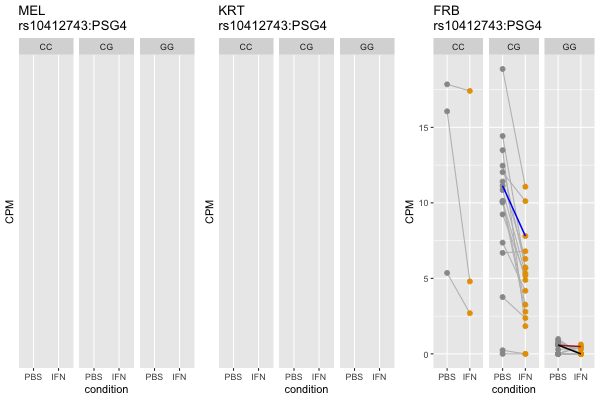 MEL
rs10412743:PSG4
CC CG GG
CPM
PBS IFN PBS IFN PBS IFN
condition
KRT
rs10412743:PSG4
CC CG GG
CPM
PBS IFN PBS IFN PBS IFN
condition
FRB
rs10412743:PSG4
CC CG GG
CPM
15
10
5
0
PBS IFN PBS IFN PBS IFN
condition